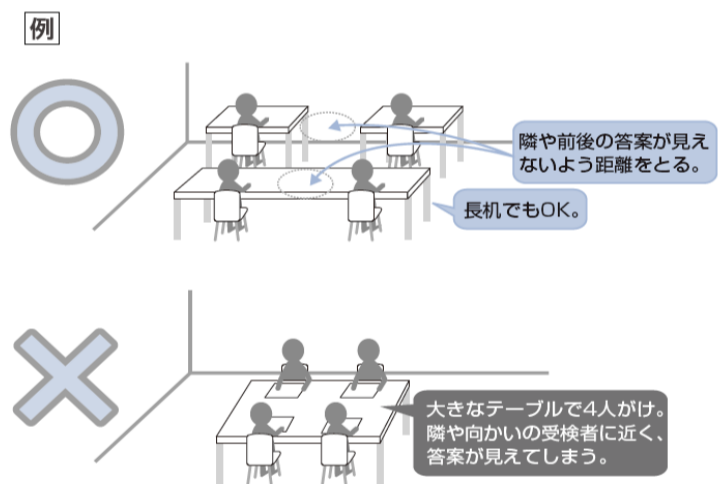 例
隣や前後の答案が見え
ないよう距離をとる。
長机でもOK。
大きなテーブルで4人がけ。
隣や向かいの受検者に近く、
答案が見えてしまう。